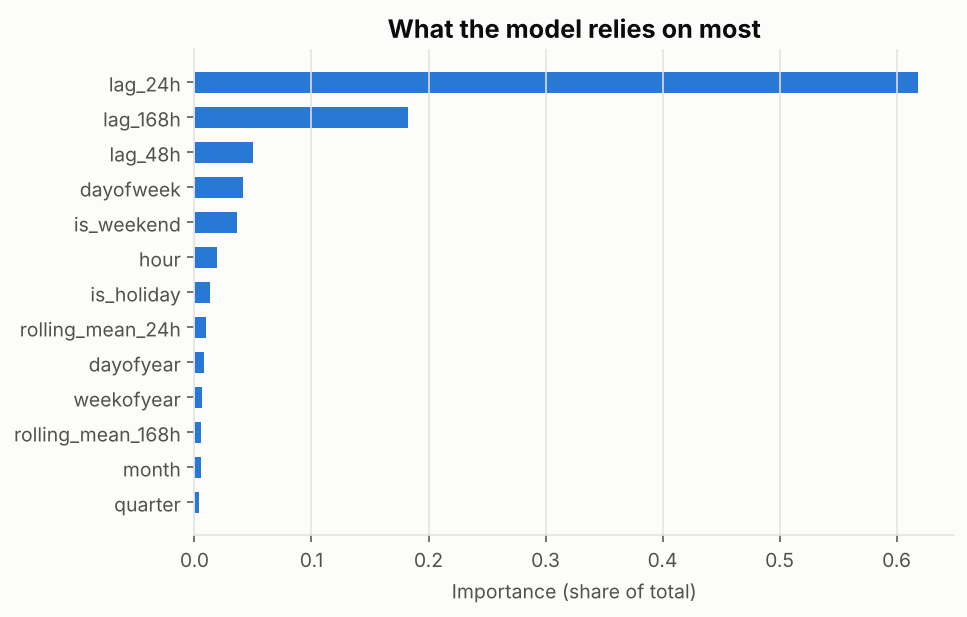 What the model relies on most
lag_24h
lag_168h
lag_48h
dayofweek
is_weekend
hour
is_holiday
rolling_mean_24h
dayofyear
weekofyear
rolling_mean_168h
month
quarter
0.0 0.1 0.2 0.3 0.4 0.5 0.6
Importance (share of total)